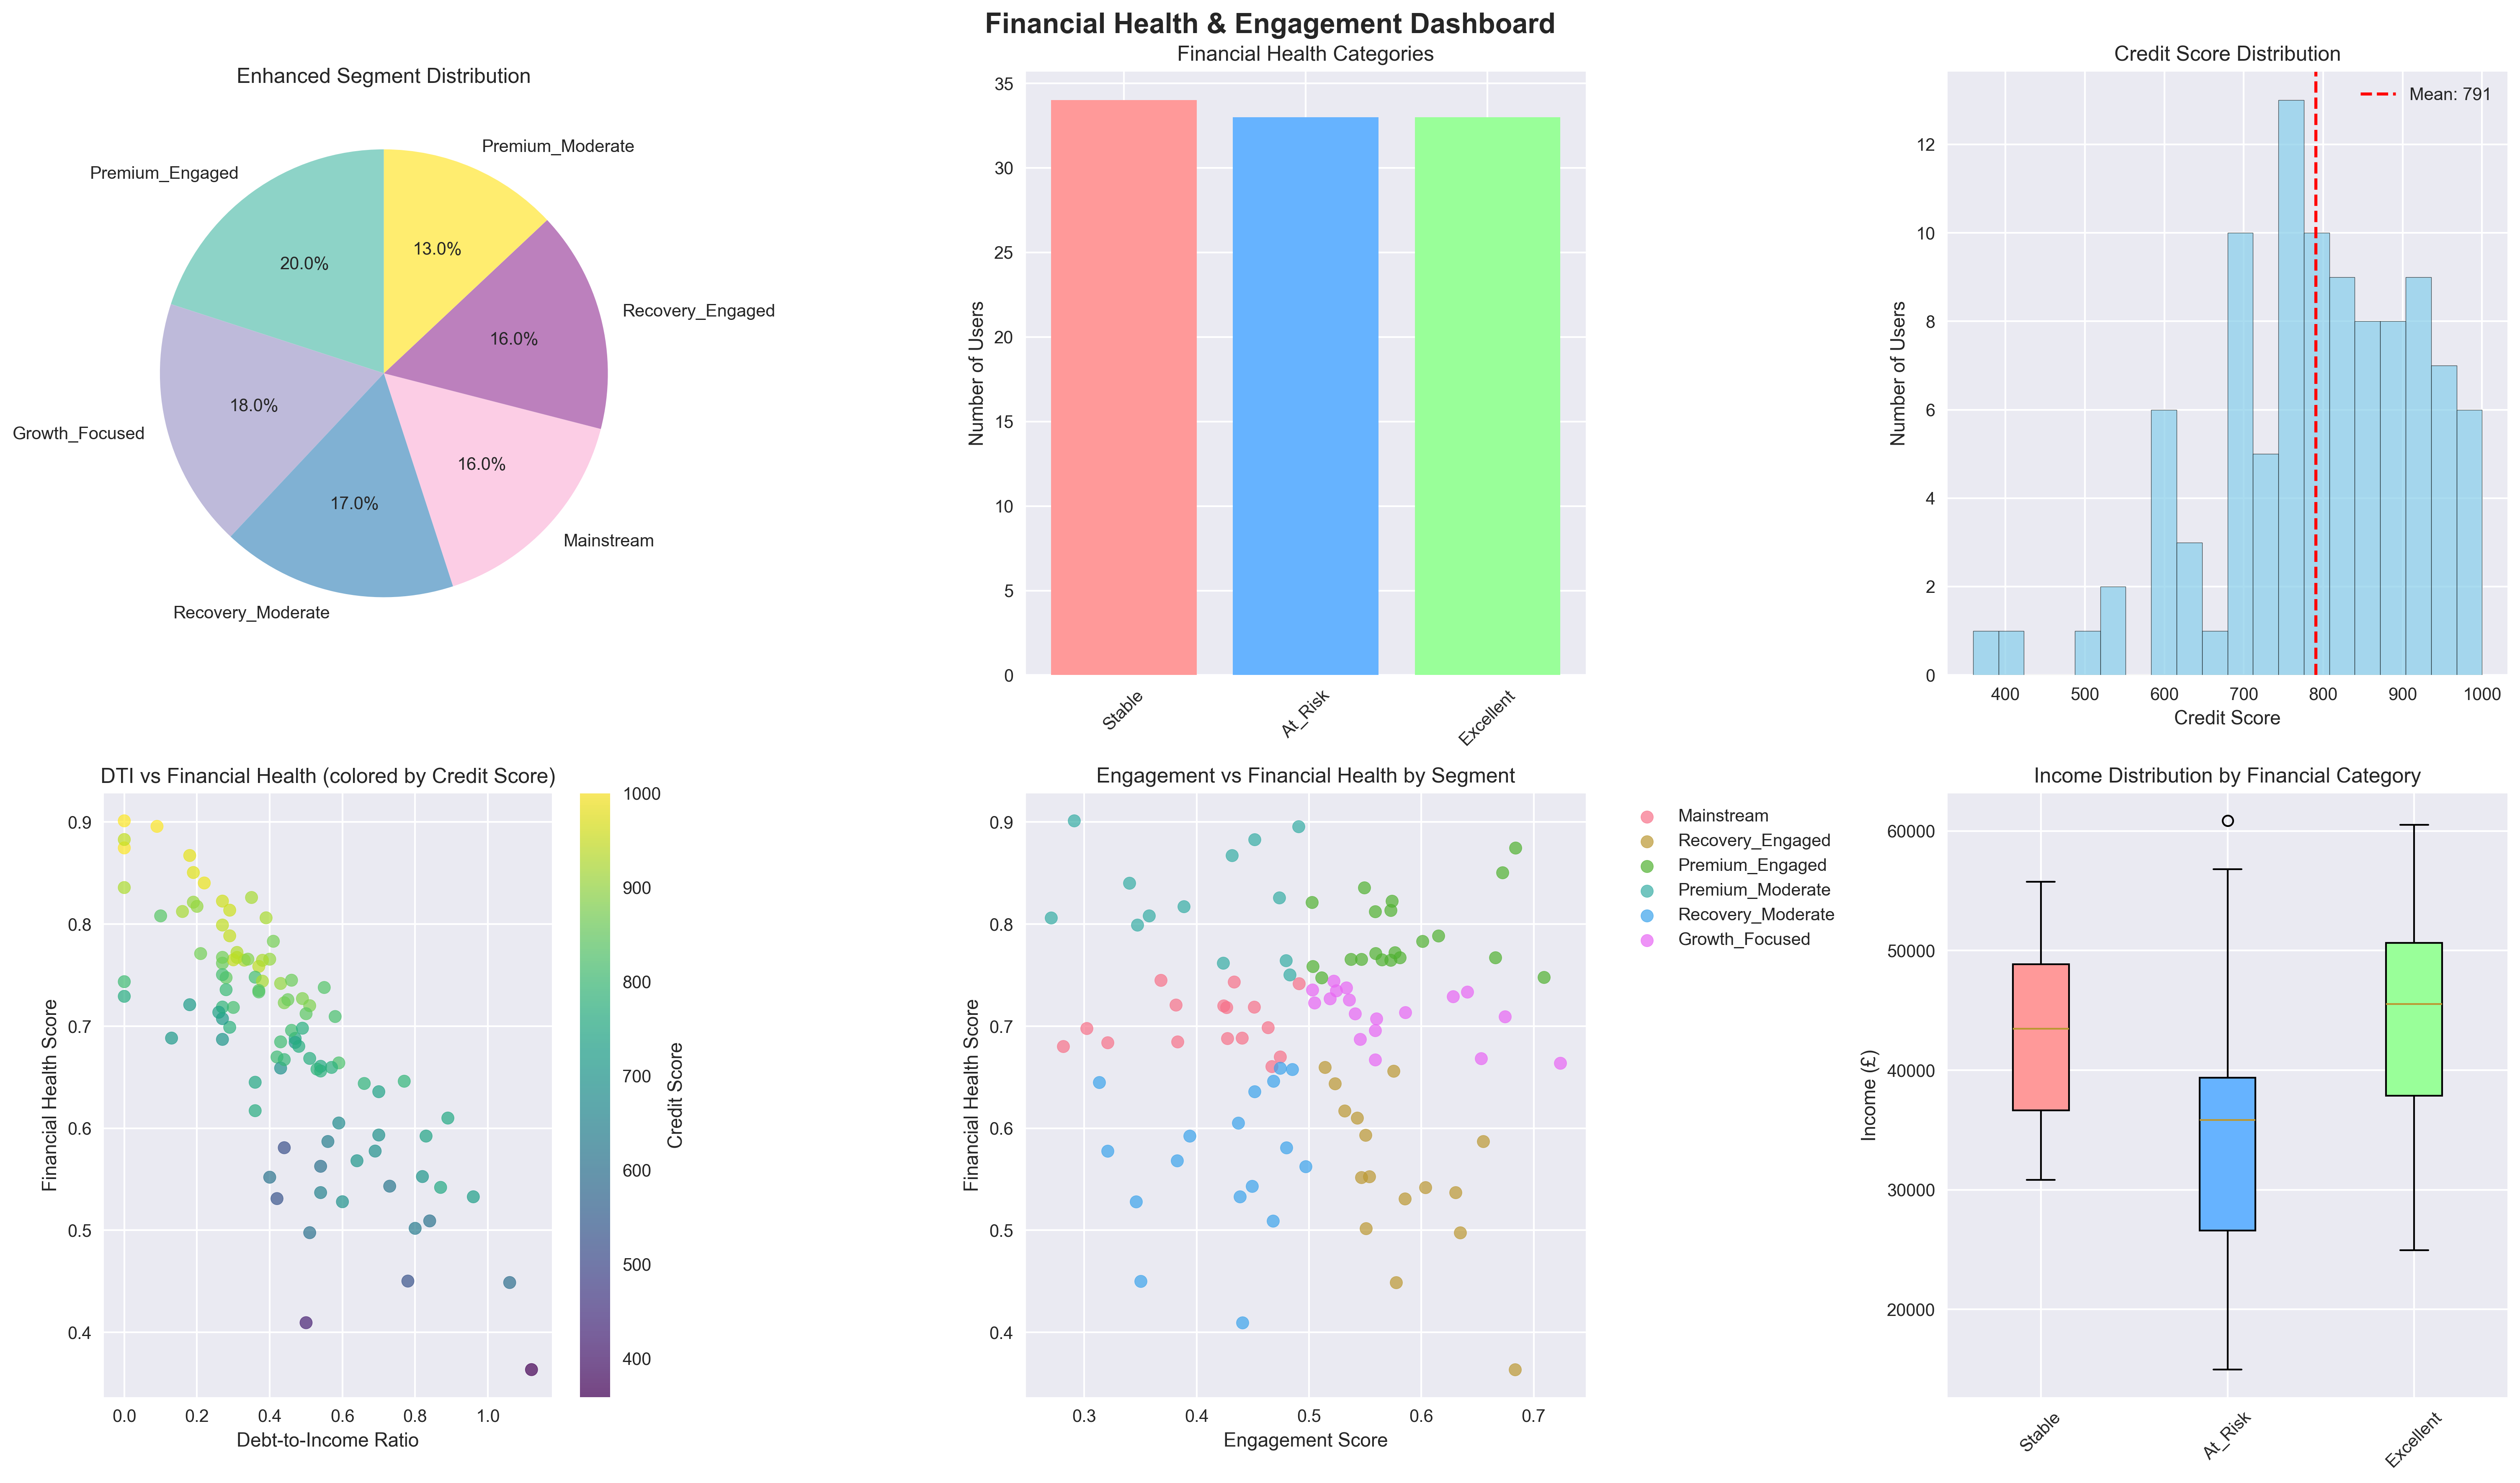 Financial Health & Engagement Dashboard
Enhanced Segment Distribution
Premium_Engaged
20.0%
Growth_Focused
18.0%
Recovery_Moderate
17.0%
Mainstream
16.0%
Recovery_Engaged
16.0%
Premium_Moderate
13.0%
Financial Health Categories
Number of Users
35
30
25
20
15
10
5
0
Stable
At_Risk
Excellent
Credit Score Distribution
Mean: 791
Number of Users
12
10
8
6
4
2
0
400 500 600 700 800 900 1000
Credit Score
DTI vs Financial Health (colored by Credit Score)
Financial Health Score
0.9
0.8
0.7
0.6
0.5
0.4
0.0 0.2 0.4 0.6 0.8 1.0
Debt-to-Income Ratio
1000
900
800
700
600
500
400
Credit Score
Engagement vs Financial Health by Segment
Financial Health Score
0.9
0.8
0.7
0.6
0.5
0.4
0.3 0.4 0.5 0.6 0.7
Engagement Score
Mainstream
Recovery_Engaged
Premium_Engaged
Premium_Moderate
Recovery_Moderate
Growth_Focused
Income Distribution by Financial Category
Income (£)
60000
50000
40000
30000
20000
Stable
At_Risk
Excellent